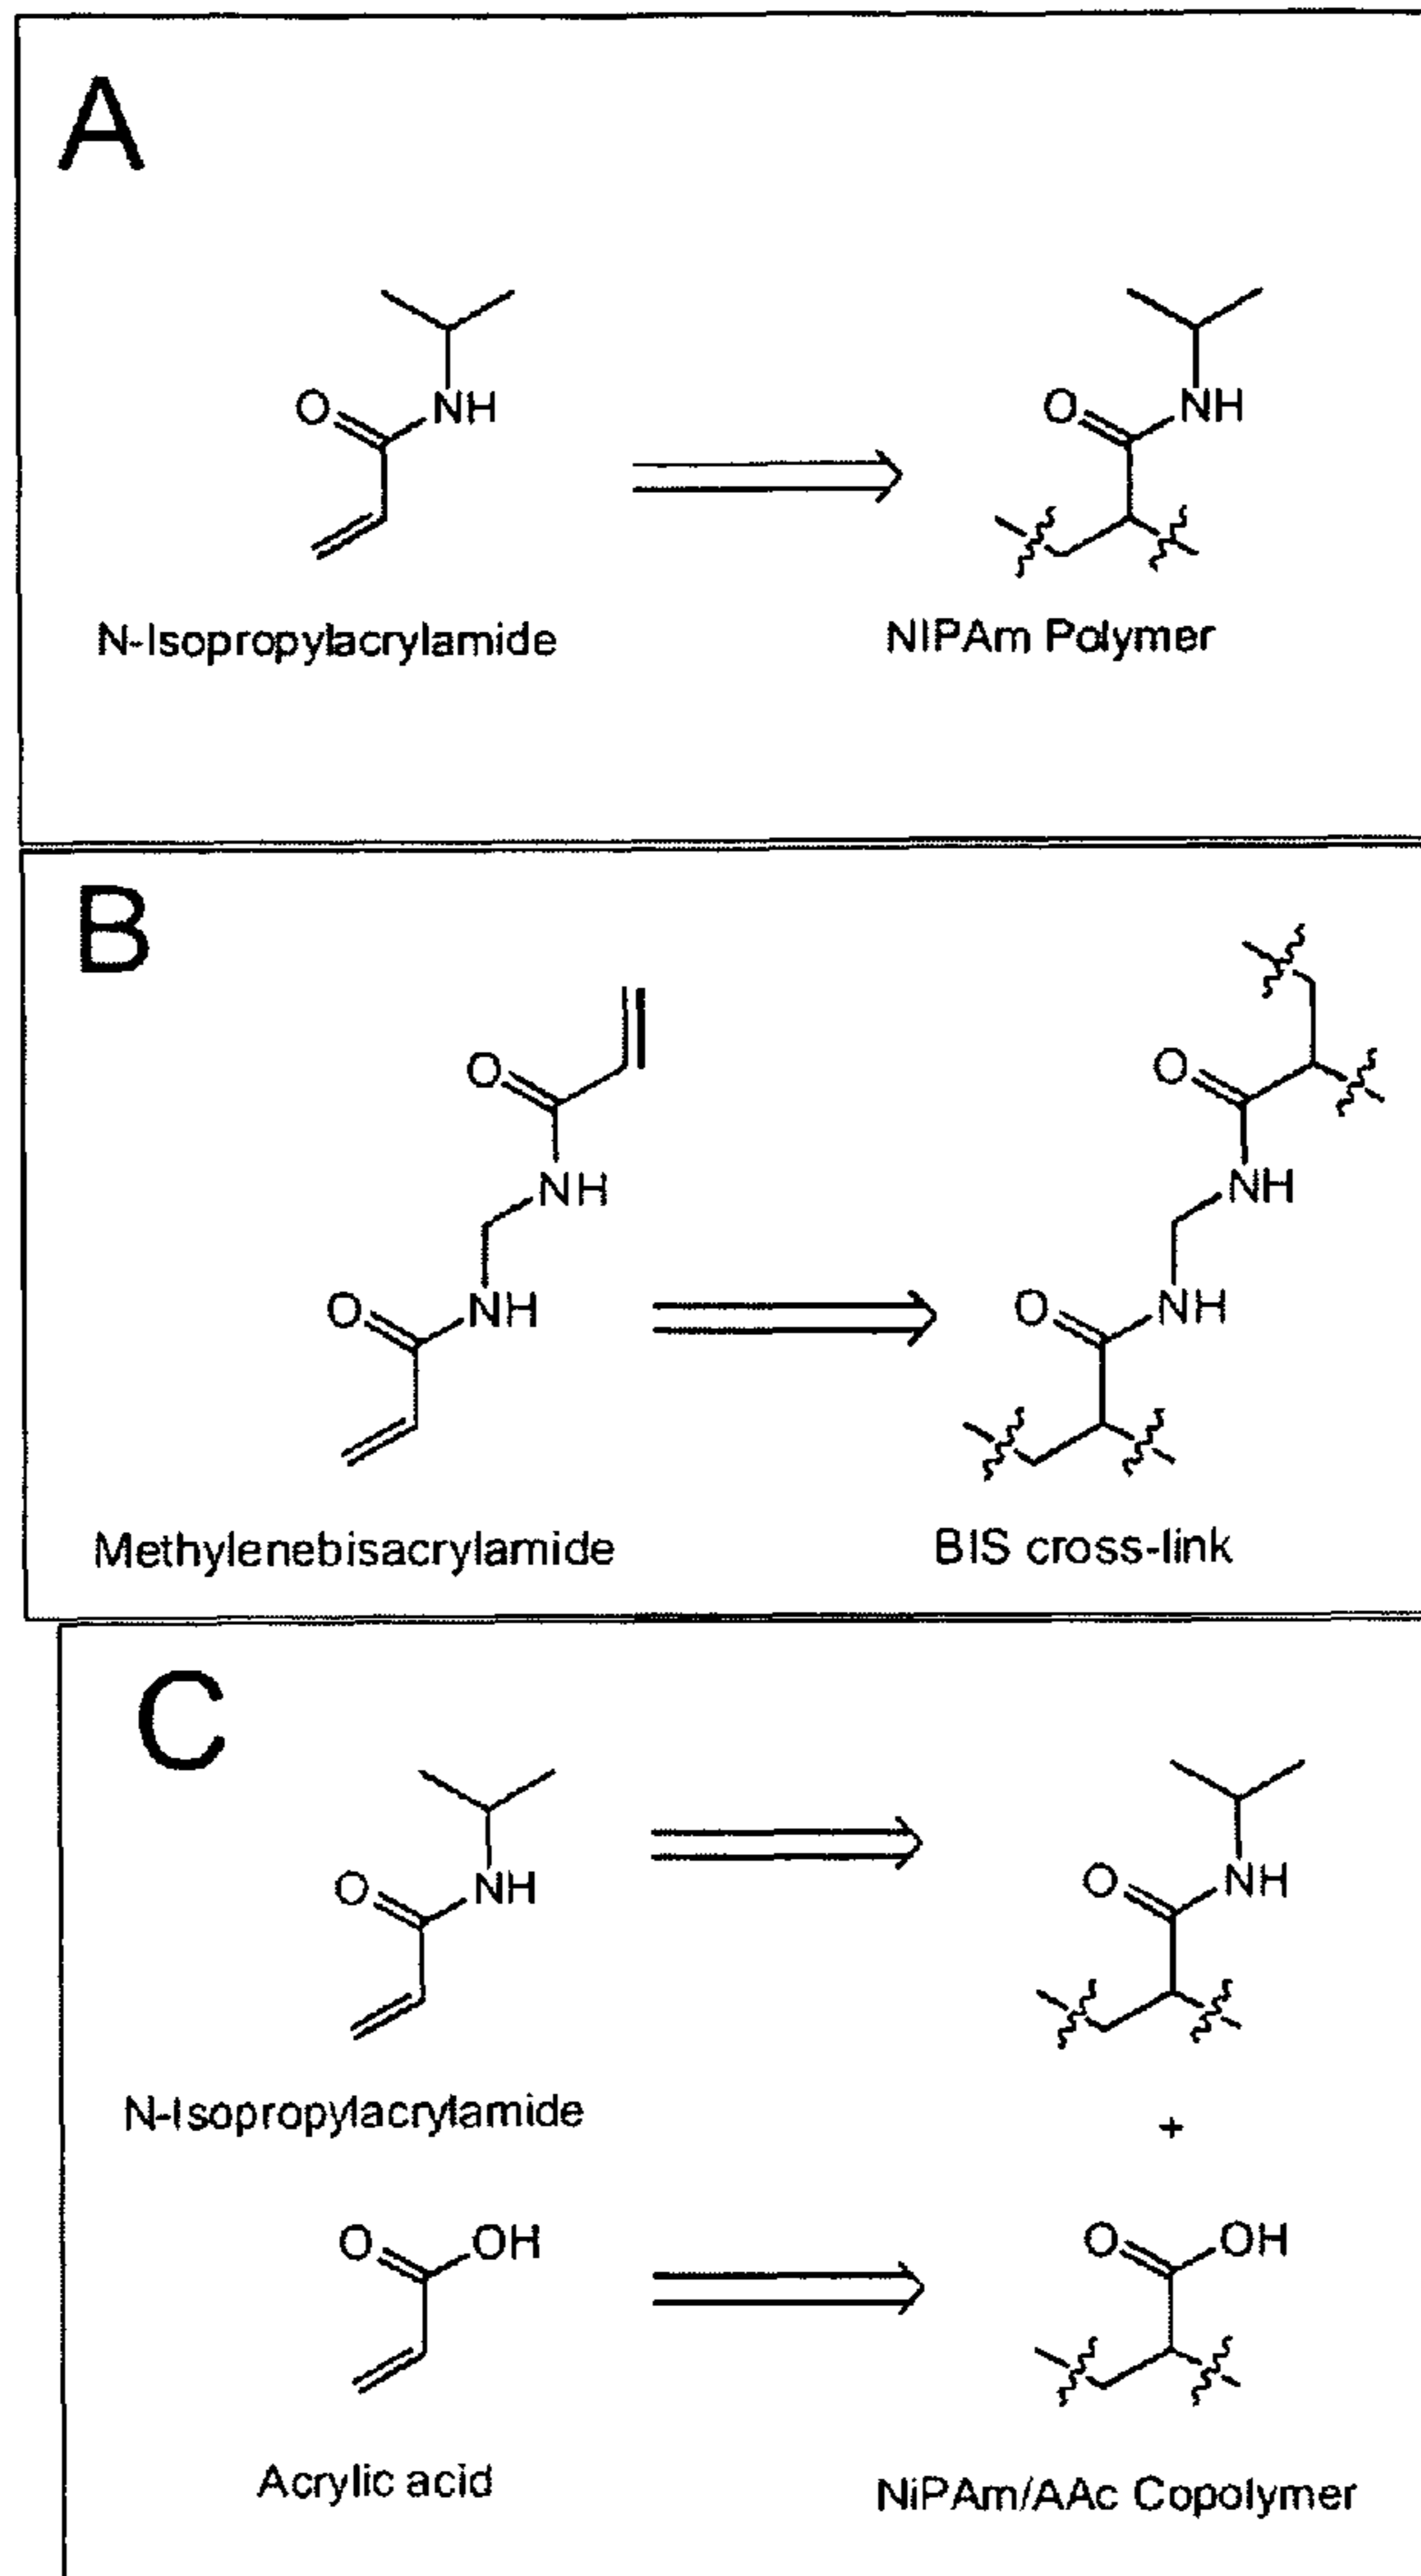 A
O
NH
O
NH
N-Isopropylacrylamide
NIPAm Polymer
B
O
NH
O
NH
O
NH
O
NH
Methylenebisacrylamide
BIS cross-link
C
O
NH
O
NH
N-Isopropylacrylamide
+
O
OH
O
OH
Acrylic acid
NiPAm/AAc Copolymer